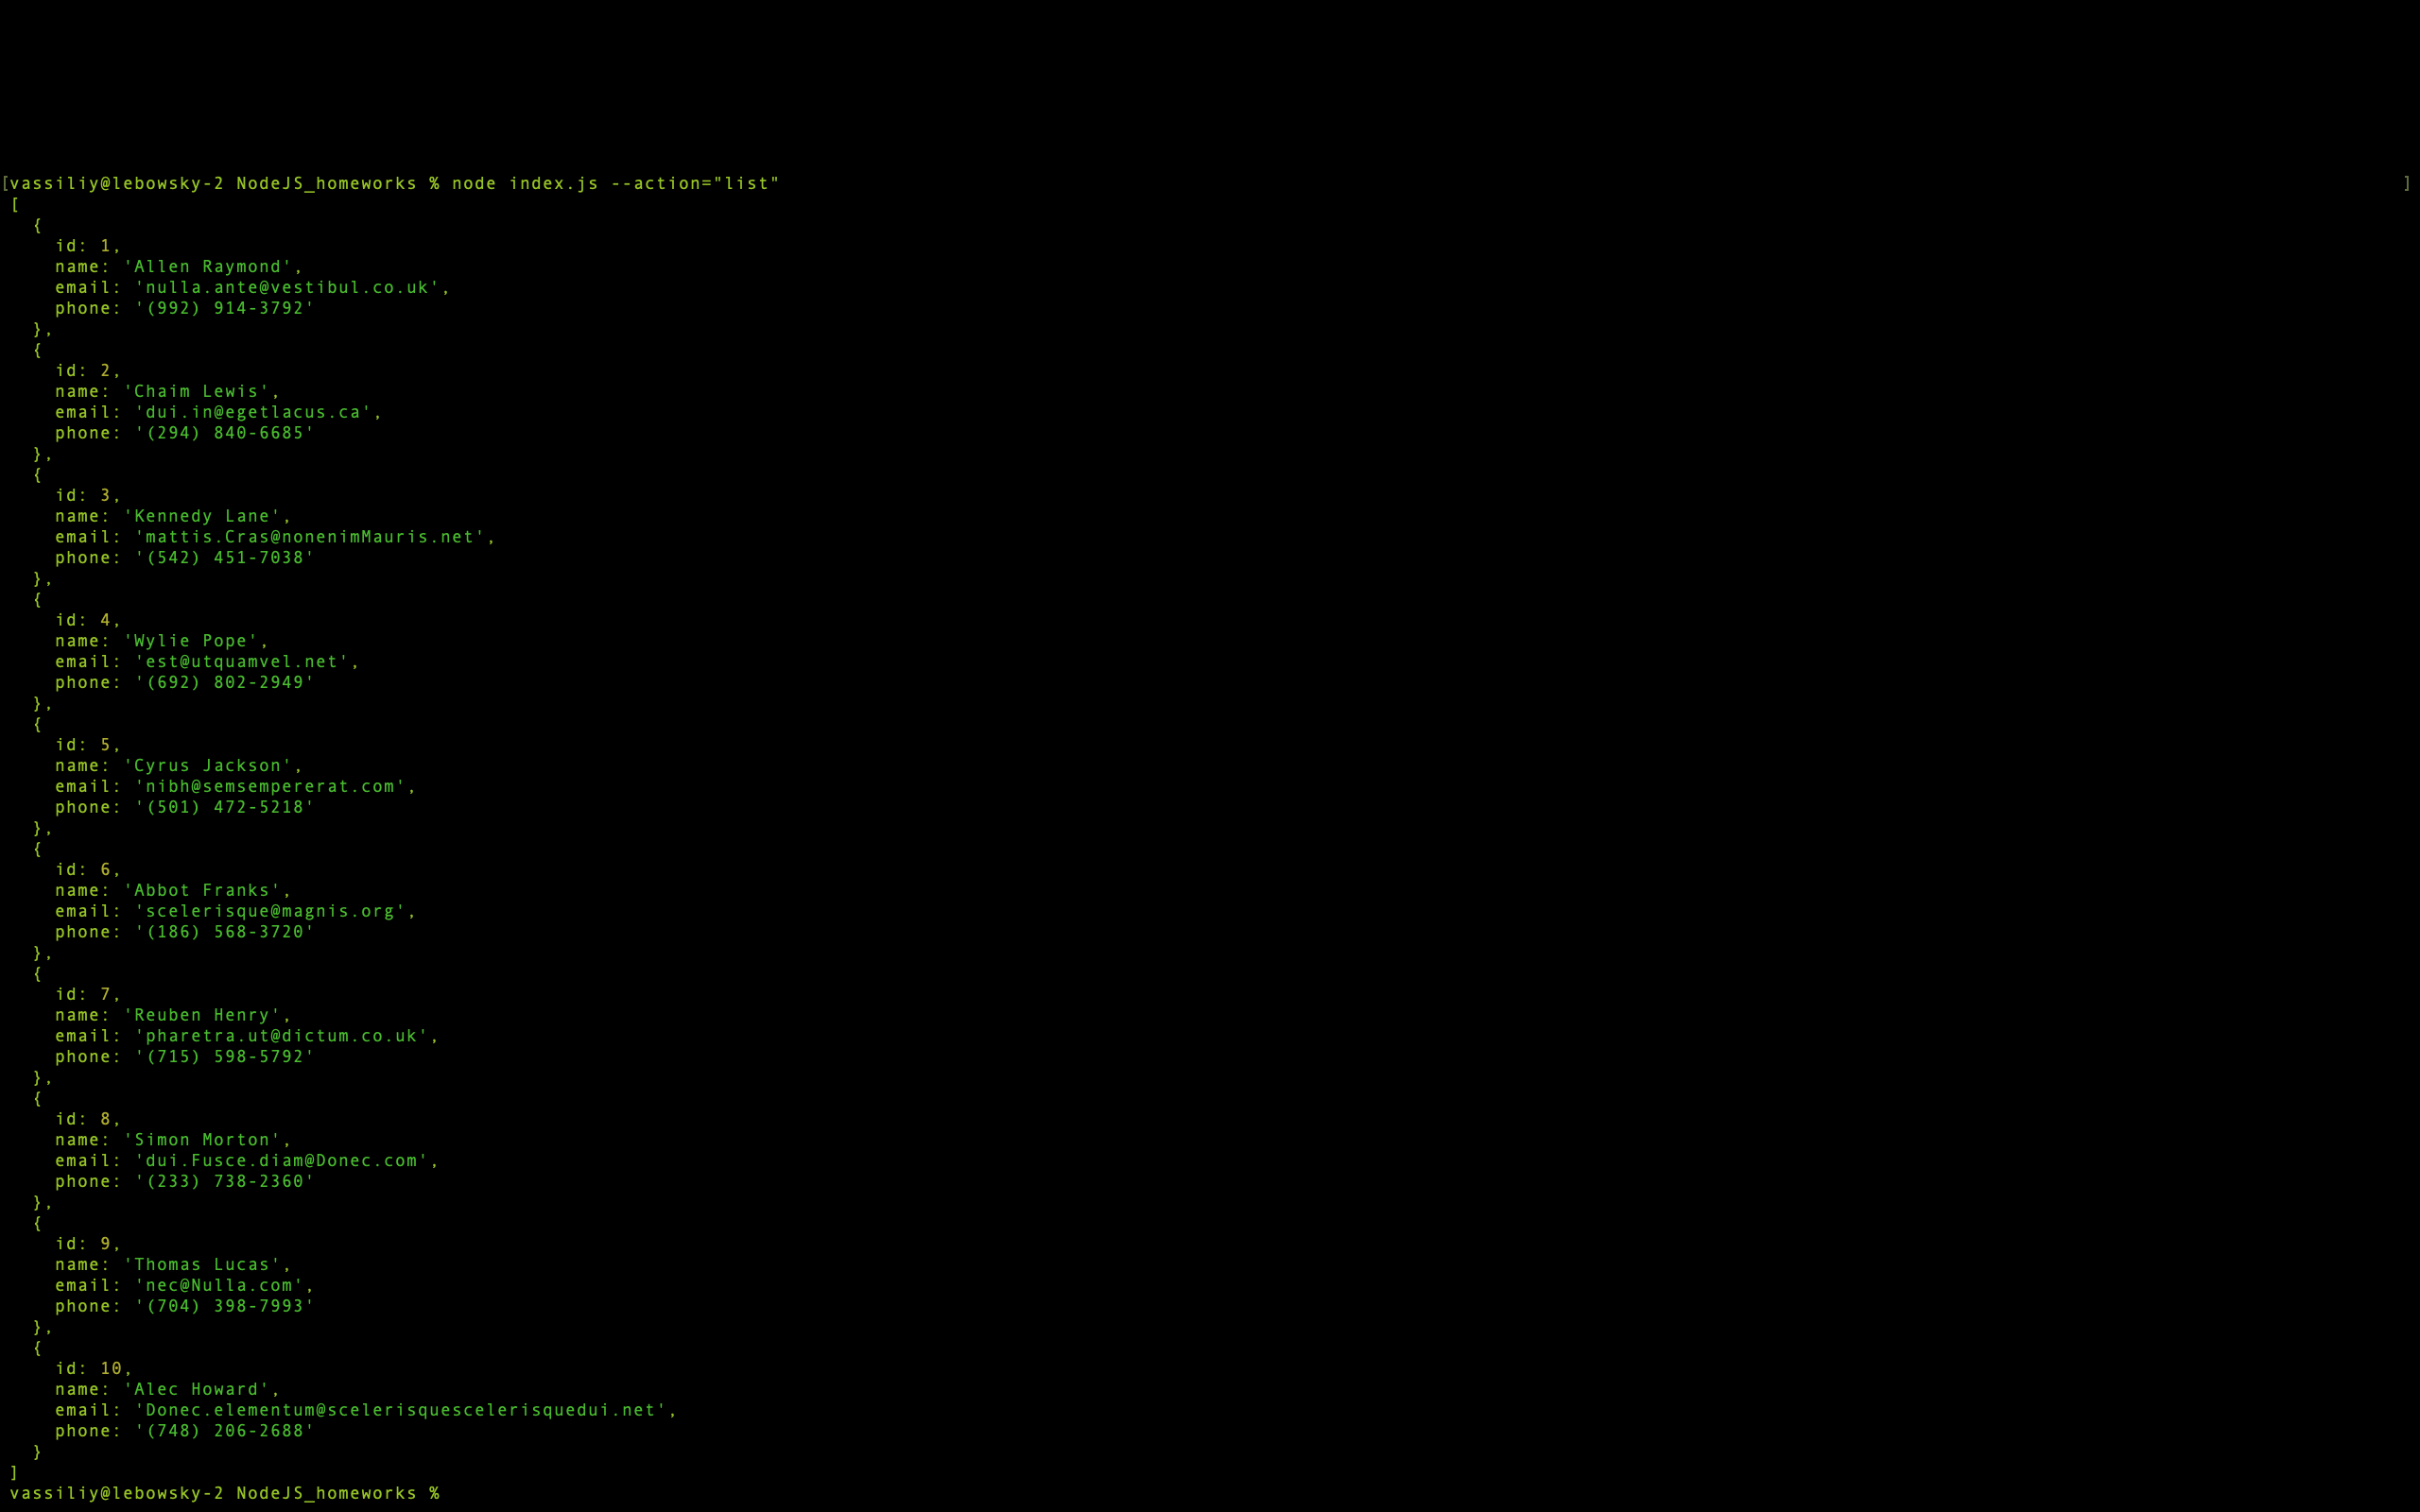 [vassiliy@lebowsky-2 NodeJS_homeworks % node index.js --action="list" ]
[
  {
    id: 1,
    name: 'Allen Raymond',
    email: 'nulla.ante@vestibul.co.uk',
    phone: '(992) 914-3792'
  },
  {
    id: 2,
    name: 'Chaim Lewis',
    email: 'dui.in@egetlacus.ca',
    phone: '(294) 840-6685'
  },
  {
    id: 3,
    name: 'Kennedy Lane',
    email: 'mattis.Cras@nonenimMauris.net',
    phone: '(542) 451-7038'
  },
  {
    id: 4,
    name: 'Wylie Pope',
    email: 'est@utquamvel.net',
    phone: '(692) 802-2949'
  },
  {
    id: 5,
    name: 'Cyrus Jackson',
    email: 'nibh@semsempererat.com',
    phone: '(501) 472-5218'
  },
  {
    id: 6,
    name: 'Abbot Franks',
    email: 'scelerisque@magnis.org',
    phone: '(186) 568-3720'
  },
  {
    id: 7,
    name: 'Reuben Henry',
    email: 'pharetra.ut@dictum.co.uk',
    phone: '(715) 598-5792'
  },
  {
    id: 8,
    name: 'Simon Morton',
    email: 'dui.Fusce.diam@Donec.com',
    phone: '(233) 738-2360'
  },
  {
    id: 9,
    name: 'Thomas Lucas',
    email: 'nec@Nulla.com',
    phone: '(704) 398-7993'
  },
  {
    id: 10,
    name: 'Alec Howard',
    email: 'Donec.elementum@scelerisquescelerisquedui.net',
    phone: '(748) 206-2688'
  }
]
vassiliy@lebowsky-2 NodeJS_homeworks %